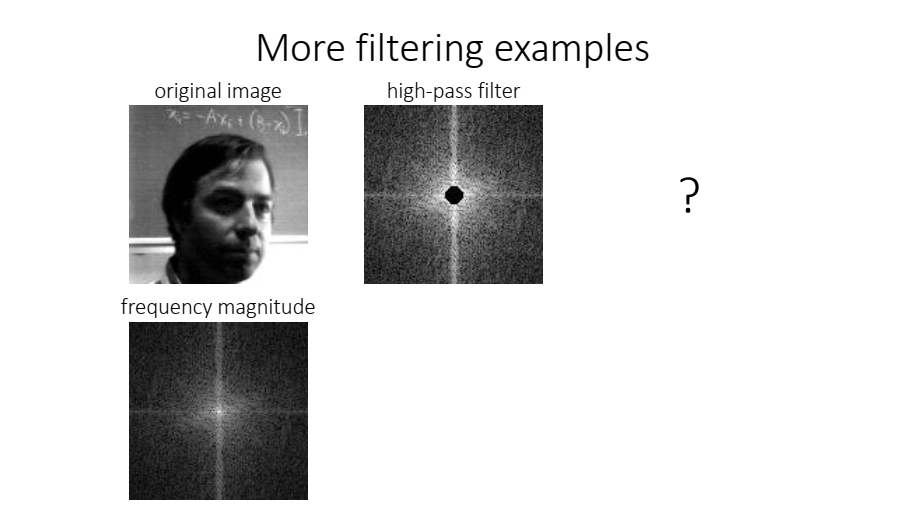 More filtering examples
original image
high-pass filter
?
frequency magnitude